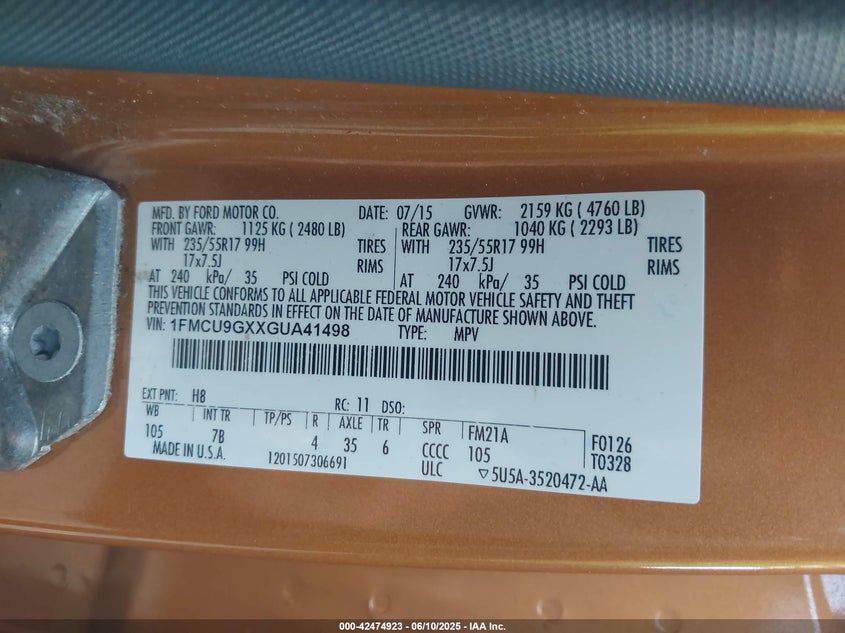 MFD. BY FORD MOTOR CO. DATE: 07/15 GVWR: 2159 KG ( 4760 LB)
FRONT GAWR: 1125 KG ( 2480 LB) REAR GAWR: 1040 KG ( 2293 LB)
WITH 235/55R17 99H TIRES WITH 235/55R17 99H TIRES
17x7.5J RIMS 17x7.5J RIMS
AT 240 kPa/ 35 PSI COLD AT 240 kPa/ 35 PSI COLD
THIS VEHICLE CONFORMS TO ALL APPLICABLE FEDERAL MOTOR VEHICLE SAFETY AND THEFT
PREVENTION STANDARDS IN EFFECT ON THE DATE OF MANUFACTURE SHOWN ABOVE.
VIN: 1FMCU9GXXGUA41498 TYPE: MPV
EXT PNT: H8 RC: 11 DSO:
WB INT TR TP/PS R AXLE TR SPR FM21A F0126
105 7B 4 35 6 CCCC 105 T0328
MADE IN U.S.A. 1201507306691 ULC ▽5U5A-3520472-AA
000-42474923 - 06/10/2025 - IAA Inc.